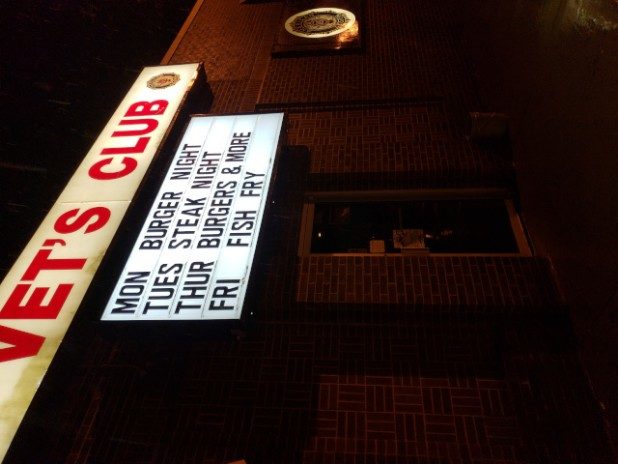 VET'S CLUB
MON BURGER NIGHT
TUES STEAK NIGHT
THUR BURGERS & MORE
FRI FISH FRY